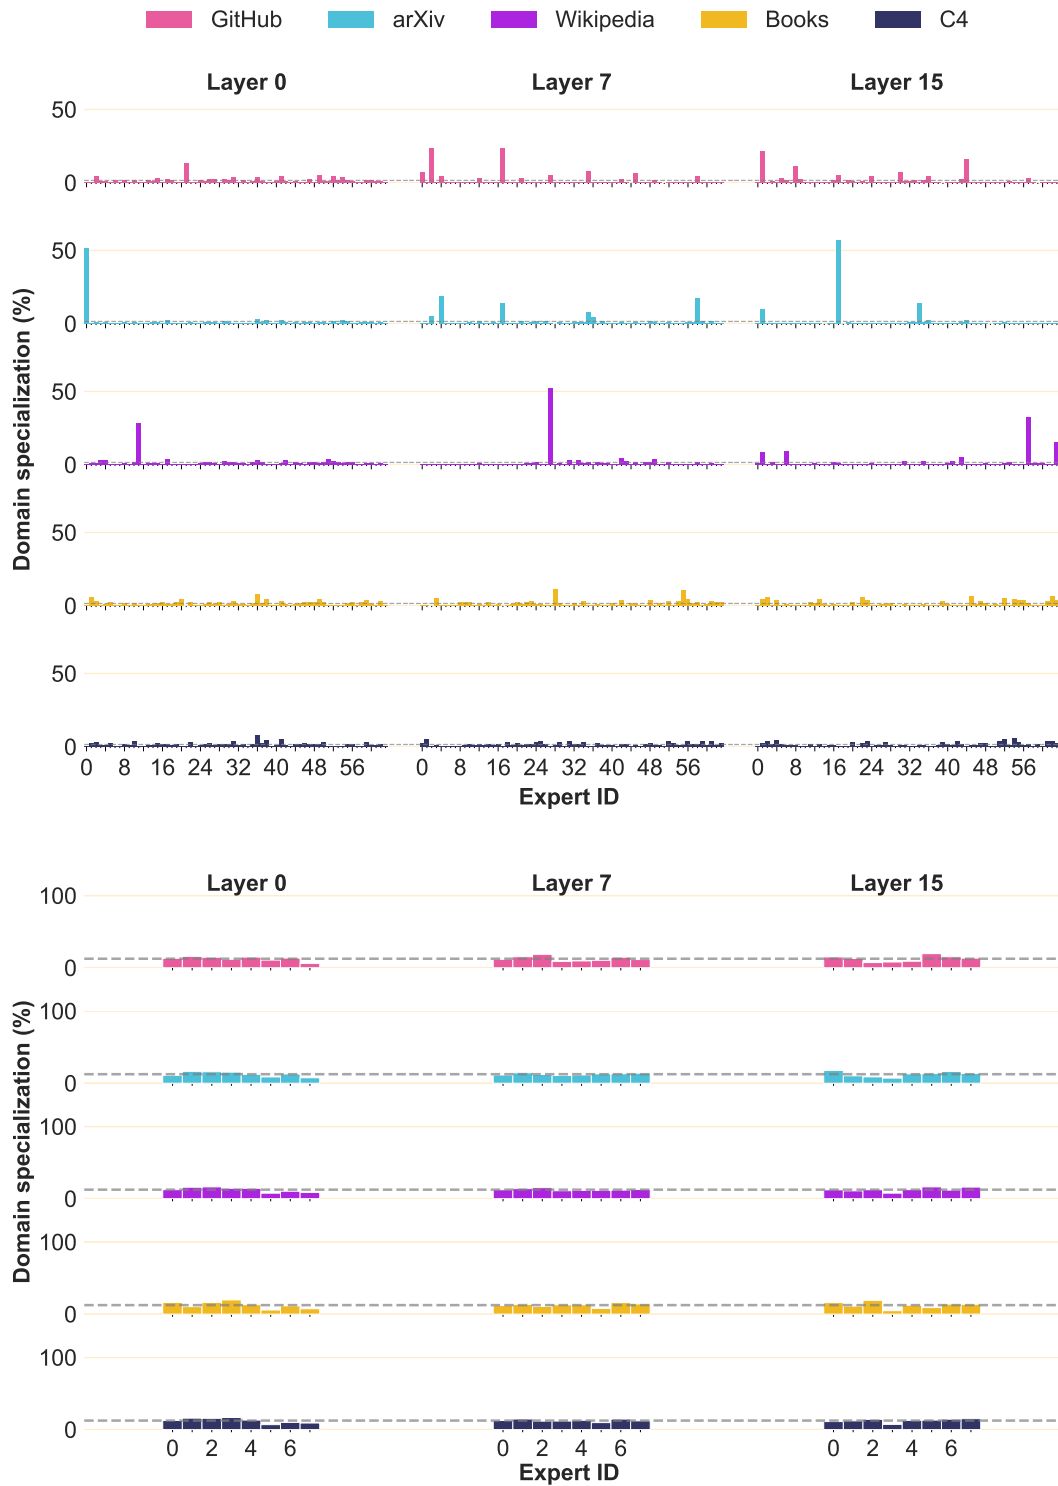 GitHub arXiv Wikipedia Books C4
Layer 0 Layer 7 Layer 15
50
0
50
0
50
0
50
0
50
0
Domain specialization (%)
0 8 16 24 32 40 48 56 0 8 16 24 32 40 48 56 0 8 16 24 32 40 48 56
Expert ID
Layer 0 Layer 7 Layer 15
100
0
100
0
100
0
100
0
100
0
Domain specialization (%)
0 2 4 6 0 2 4 6 0 2 4 6
Expert ID